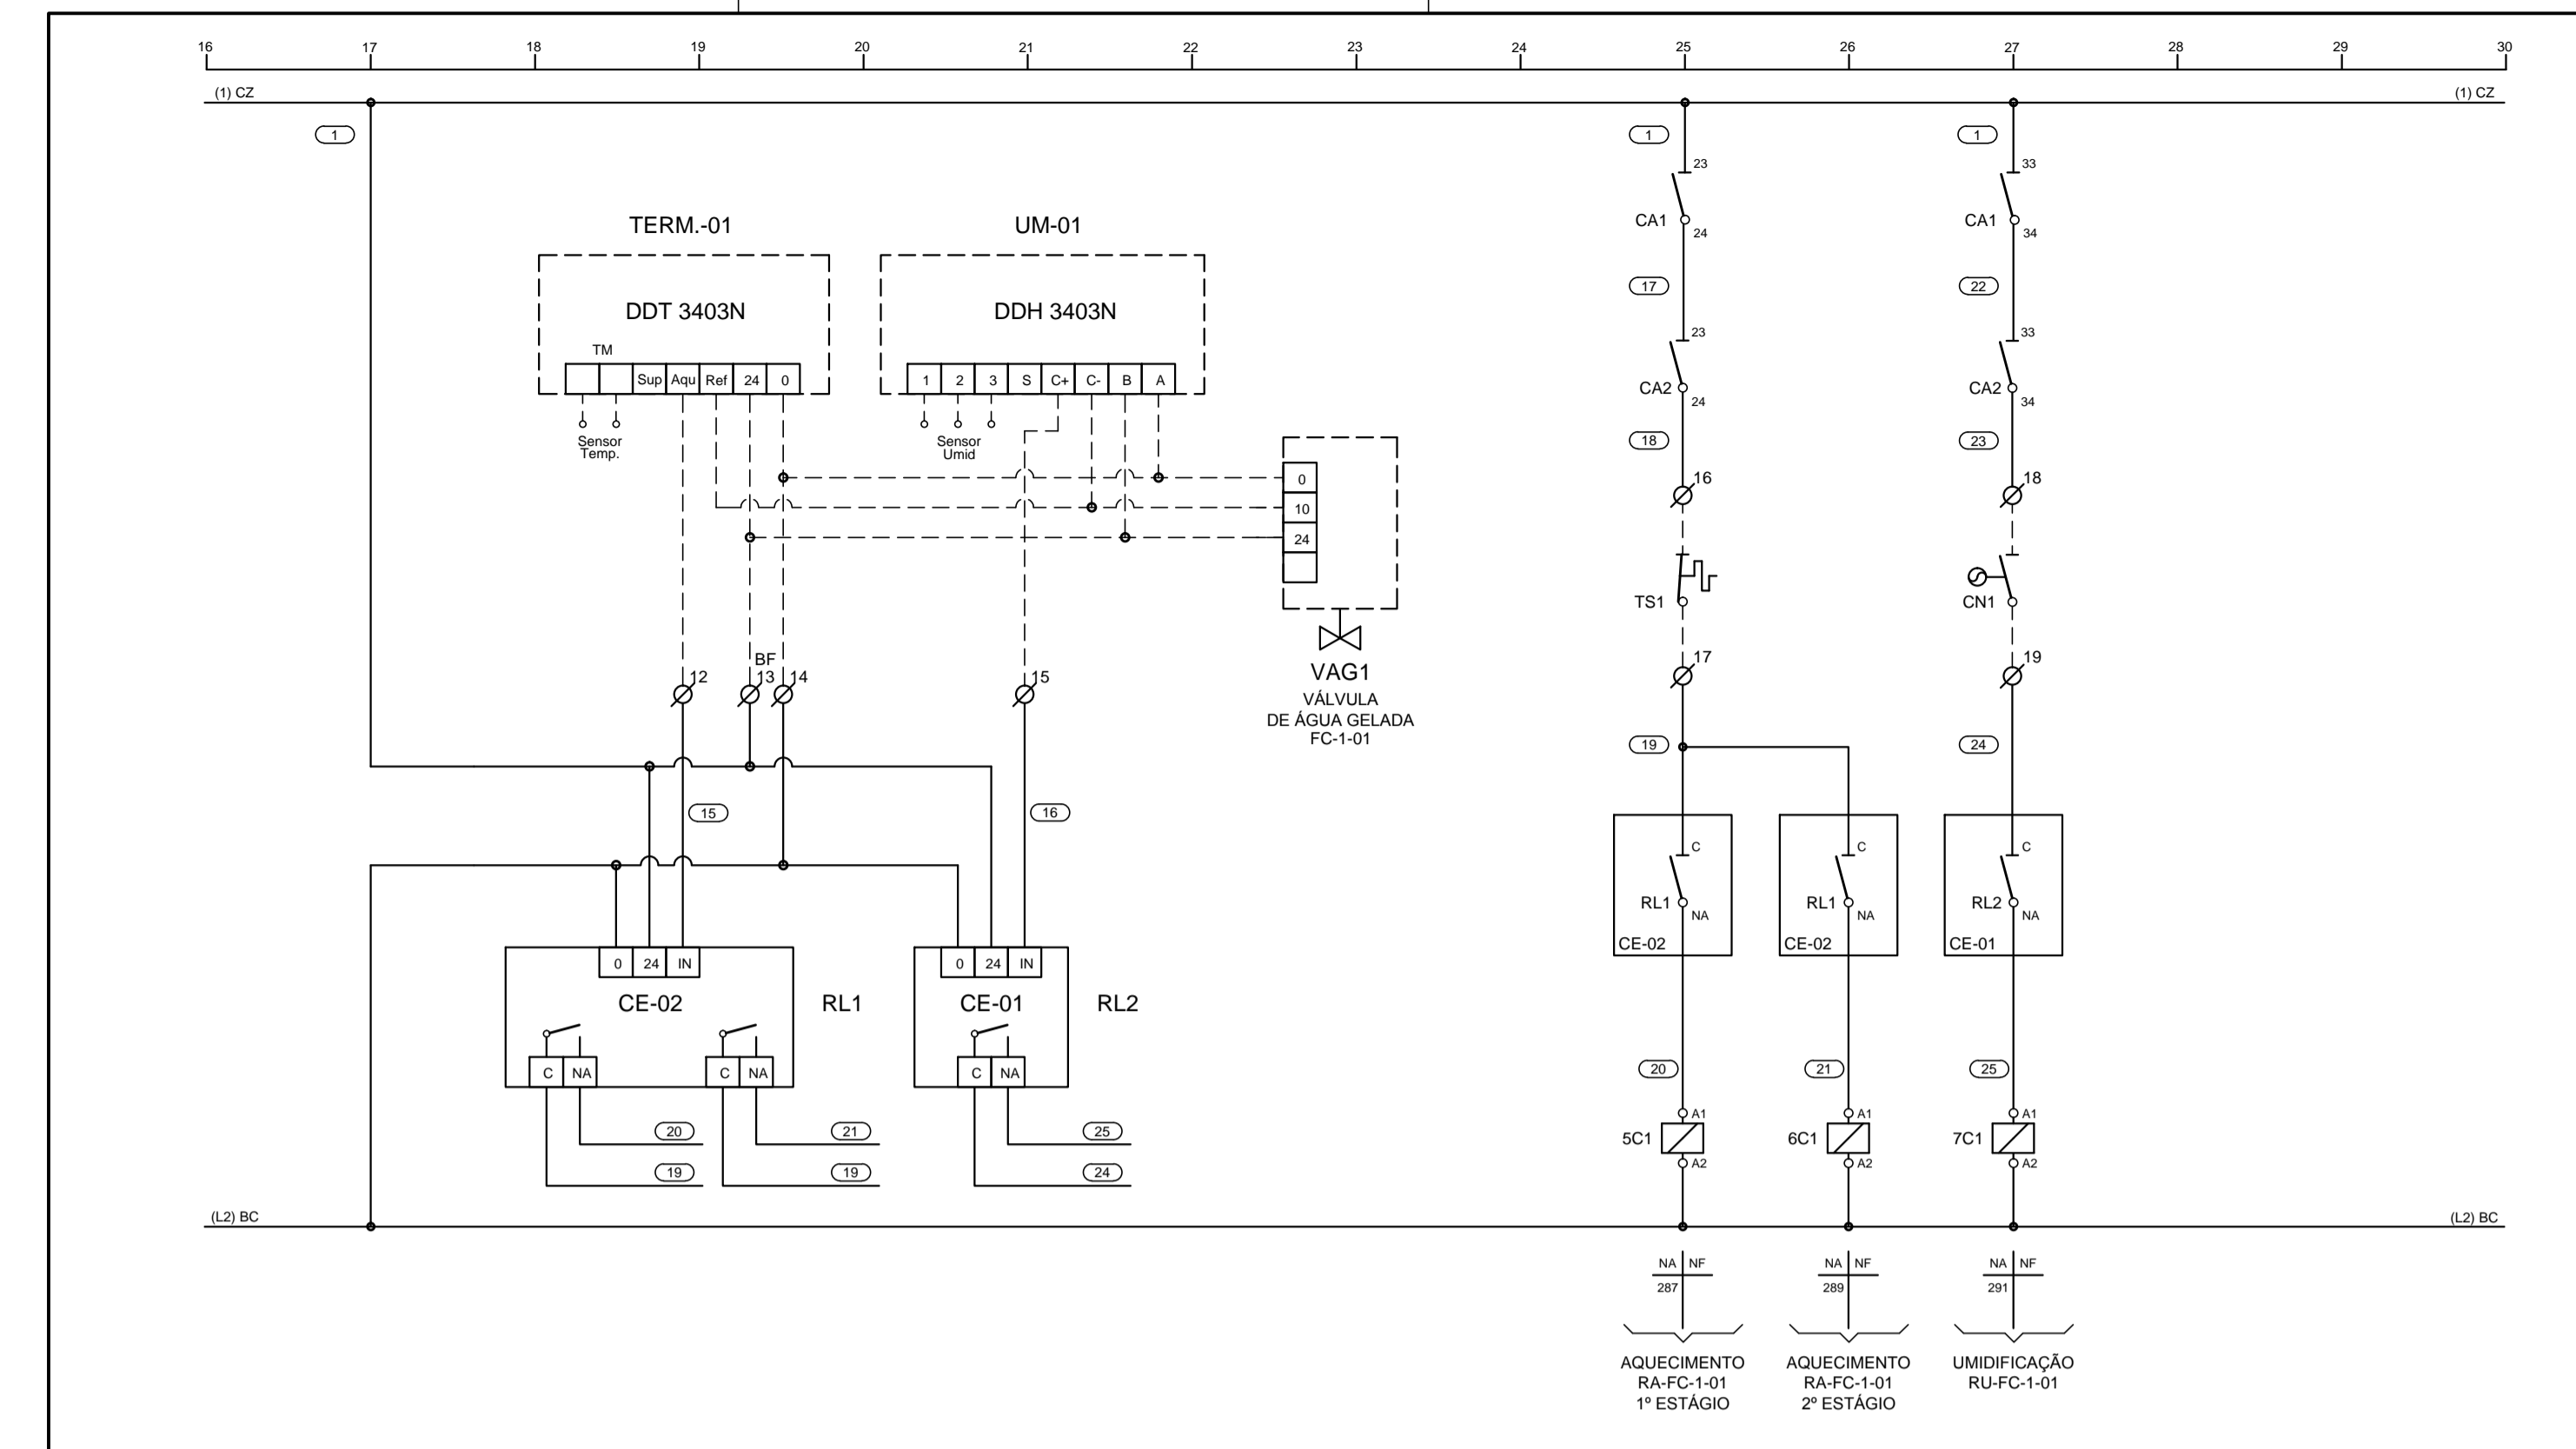 16 17 18 19 20 21 22 23 24 25 26 27 28 29 30
(1) CZ (1) CZ
1 1 1
23 33
CA1 CA1
24 34
TERM.-01 UM-01
17 22
DDT 3403N DDH 3403N
23 33
TM
Sup Aqu Ref 24 0
1 2 3 S C+ C- B A
CA2 CA2
24 34
Sensor
Temp.
Sensor
Umid
18 23
16 18
0
10
24
TS1 CN1
BF
12 13 14 15
17 19
VAG1
VÁLVULA
DE ÁGUA GELADA
FC-1-01
19 24
15 16
C C C
RL1 RL1 RL2
NA NA NA
CE-02 CE-02 CE-01
0 24 IN 0 24 IN
CE-02 RL1 CE-01 RL2
C NA C NA C NA
20 21 25
A1 A1 A1
20 21 25
5C1 6C1 7C1
A2 A2 A2
19 19 24
(L2) BC (L2) BC
NA NF NA NF NA NF
287 289 291
AQUECIMENTO
RA-FC-1-01
1º ESTÁGIO
AQUECIMENTO
RA-FC-1-01
2º ESTÁGIO
UMIDIFICAÇÃO
RU-FC-1-01